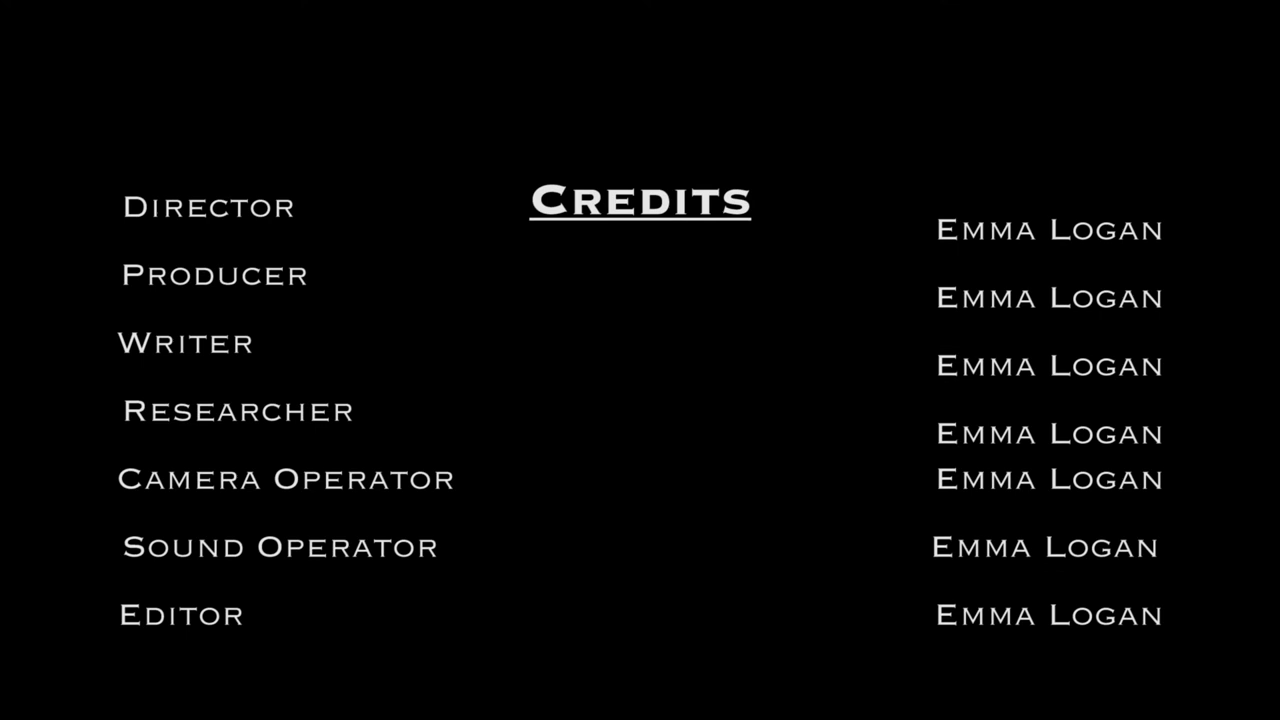 Credits
Director Emma Logan
Producer Emma Logan
Writer Emma Logan
Researcher Emma Logan
Camera Operator Emma Logan
Sound Operator Emma Logan
Editor Emma Logan